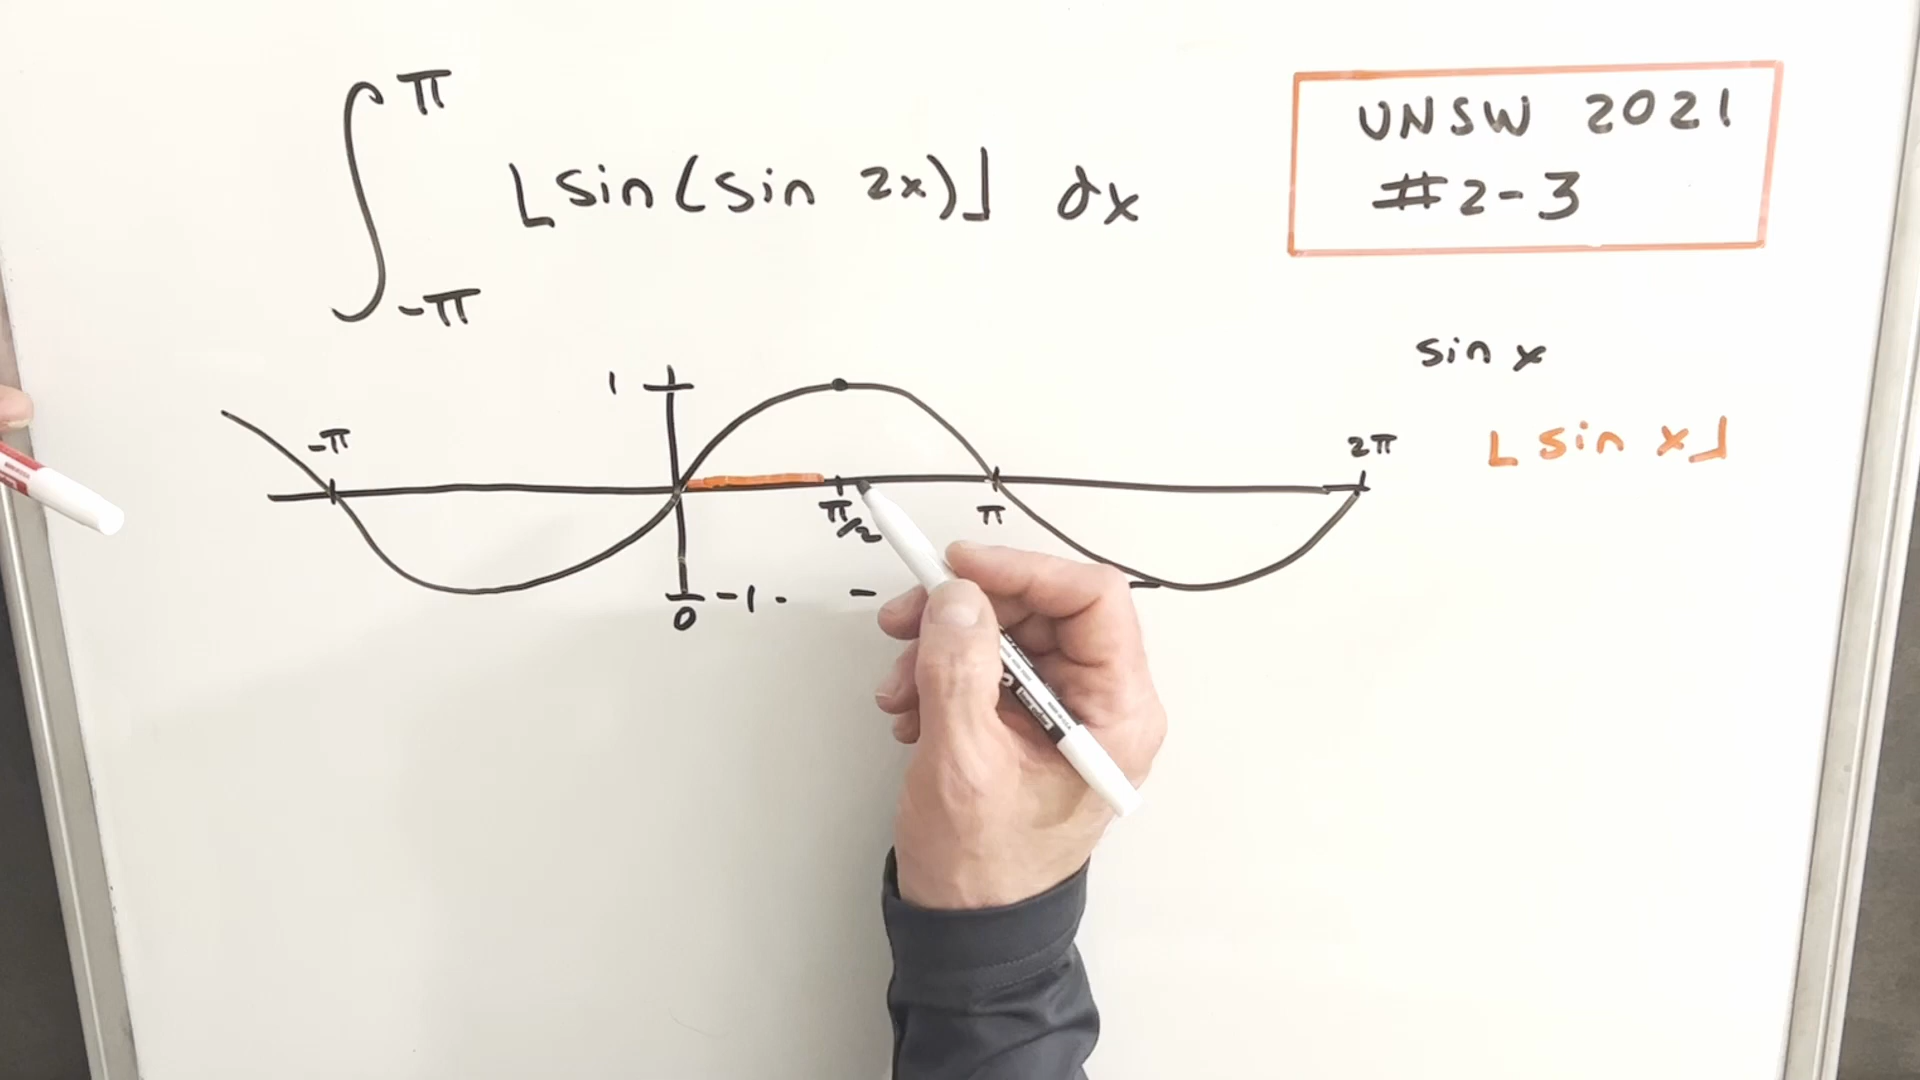 ∫_{-π}^{π} ⌊sin(sin 2x)⌋ dx
UNSW 2021
#2-3
sin x
⌊sin x⌋
1
-π
2π
π/2
π
-1
0